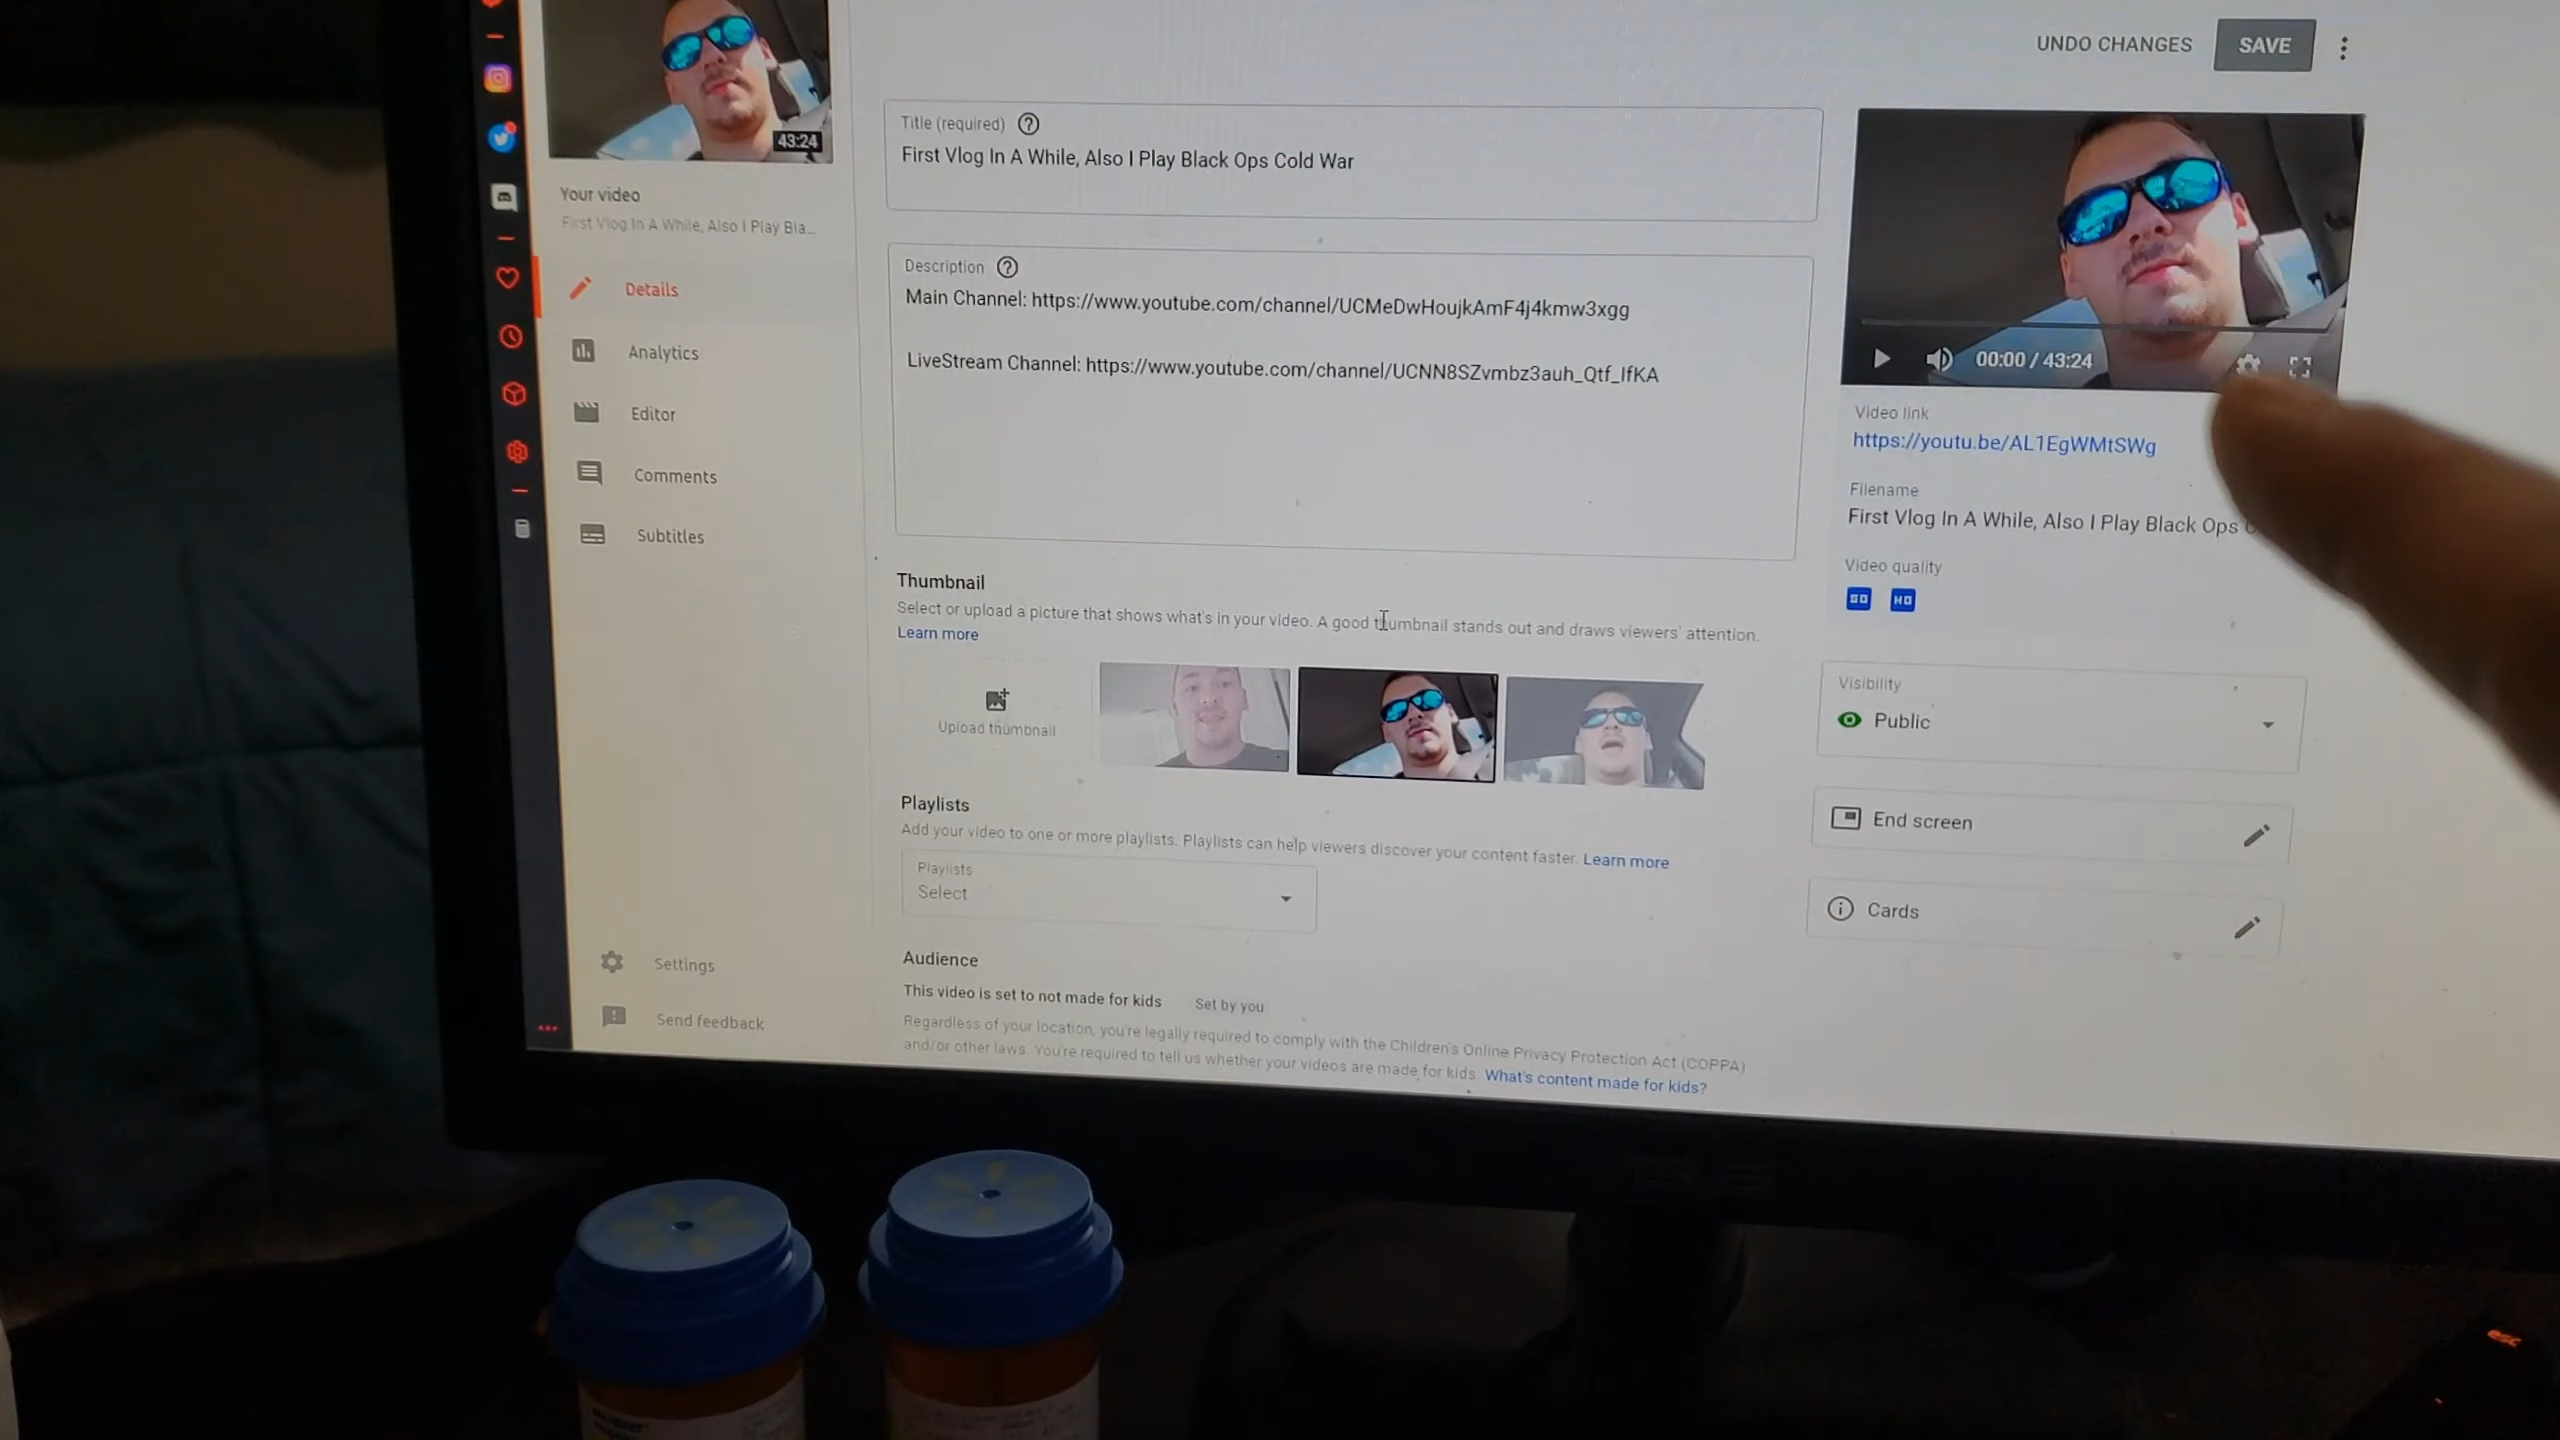 UNDO CHANGES
SAVE
43:24
Your video
First Vlog In A While, Also I Play Bla...
Details
Analytics
Editor
Comments
Subtitles
Settings
Send feedback
Title (required)
First Vlog In A While, Also I Play Black Ops Cold War
Description
Main Channel: https://www.youtube.com/channel/UCMeDwHoujkAmF4j4kmw3xgg
LiveStream Channel: https://www.youtube.com/channel/UCNN8SZvmbz3auh_Qtf_IfKA
Thumbnail
Select or upload a picture that shows what's in your video. A good thumbnail stands out and draws viewers' attention.
Learn more
Upload thumbnail
Playlists
Add your video to one or more playlists. Playlists can help viewers discover your content faster. Learn more
Playlists
Select
Audience
This video is set to not made for kids Set by you
Regardless of your location, you're legally required to comply with the Children's Online Privacy Protection Act (COPPA)
and/or other laws. You're required to tell us whether your videos are made for kids. What's content made for kids?
00:00 / 43:24
Video link
https://youtu.be/AL1EgWMtSWg
Filename
First Vlog In A While, Also I Play Black Ops
Video quality
SD HD
Visibility
Public
End screen
Cards
esc